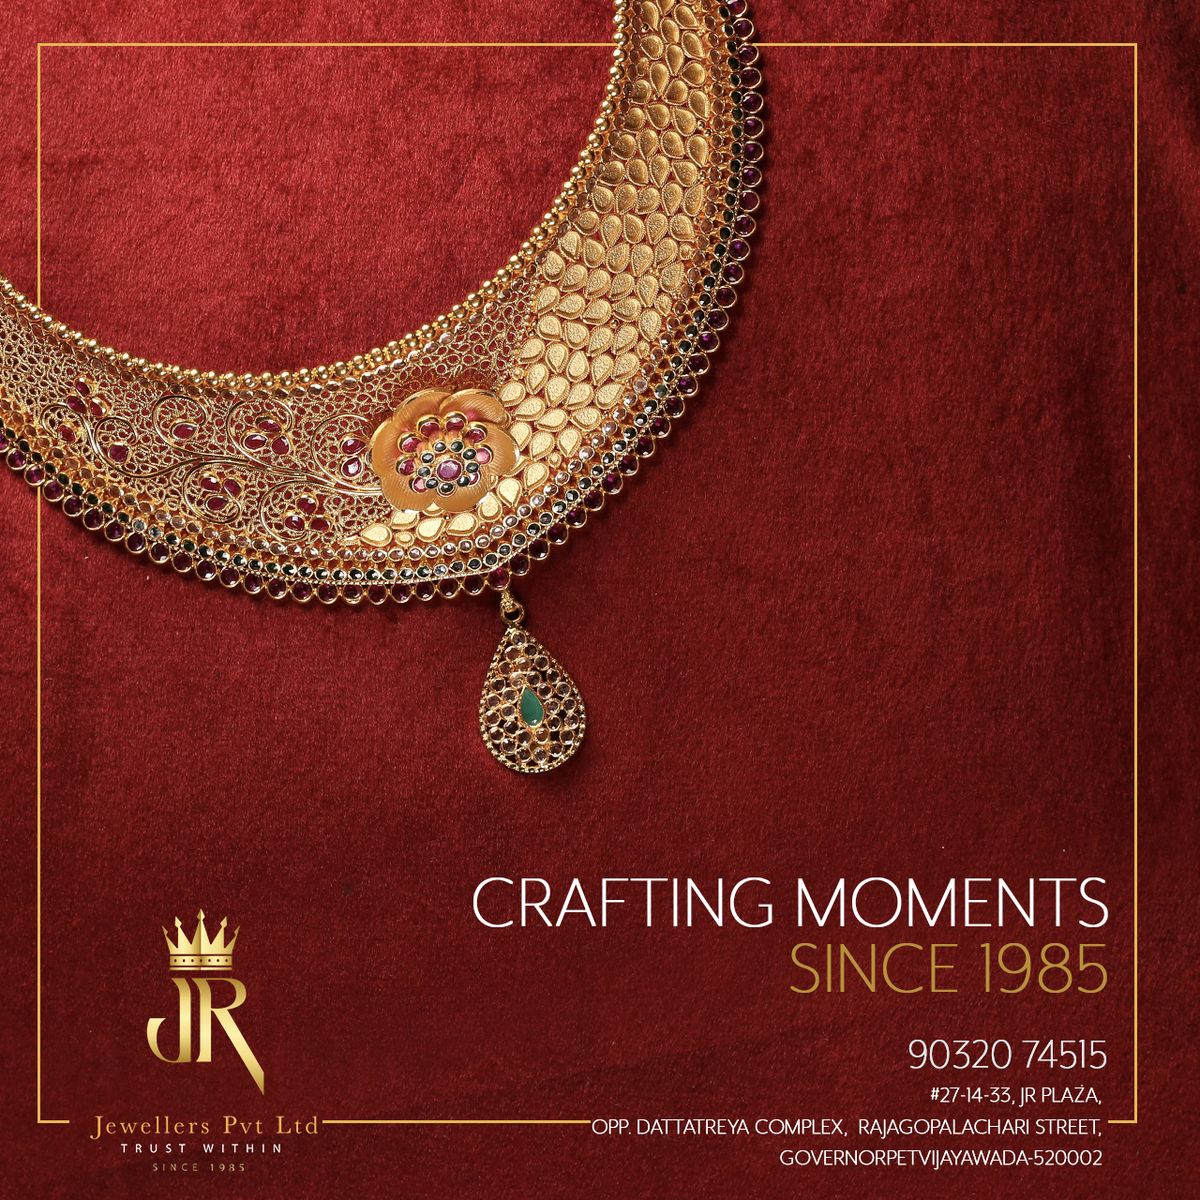 CRAFTING MOMENTS
SINCE 1985
90320 74515
#27-14-33, JR PLAZA,
OPP. DATTATREYA COMPLEX, RAJAGOPALACHARI STREET,
GOVERNORPETVIJAYAWADA-520002
JR
Jewellers Pvt Ltd
TRUST WITHIN
SINCE 1985